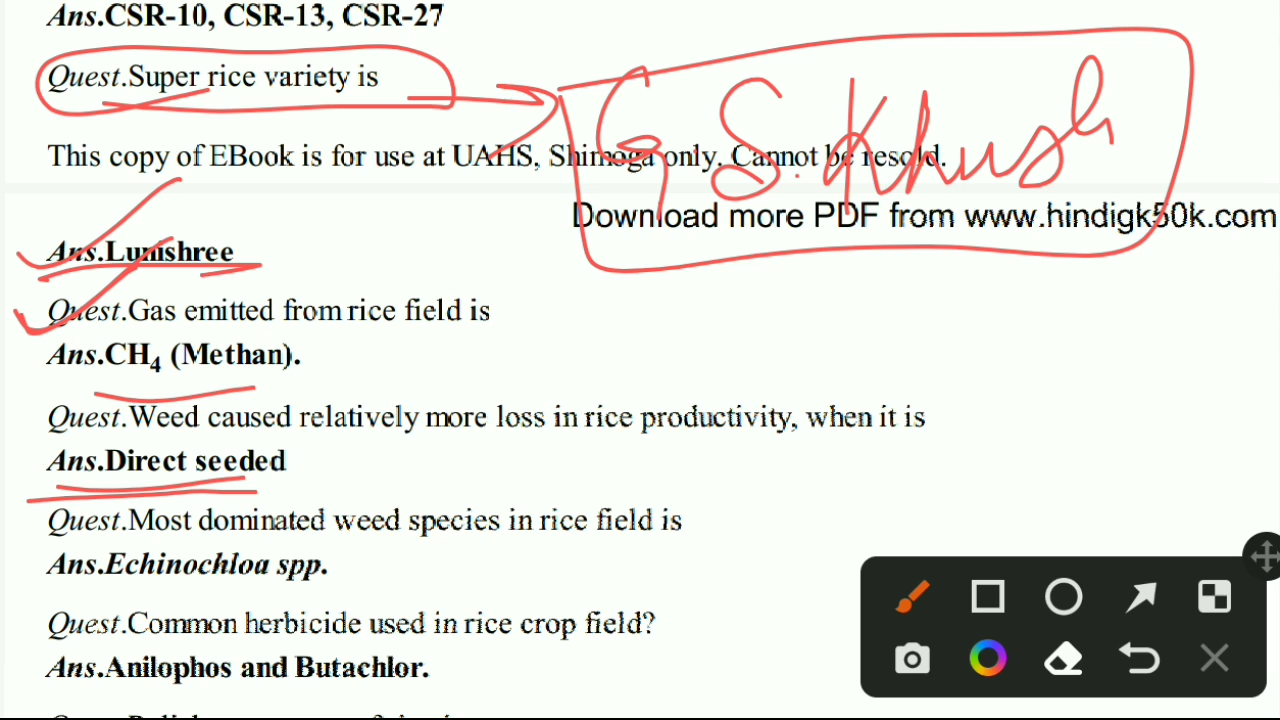 Ans.CSR-10, CSR-13, CSR-27
Quest.Super rice variety is
G.S.Khush
This copy of EBook is for use at UAHS, Shimoga only. Cannot be resold.
Download more PDF from www.hindigk50k.com
Ans.Lunishree
Quest.Gas emitted from rice field is
Ans.CH₄ (Methan).
Quest.Weed caused relatively more loss in rice productivity, when it is
Ans.Direct seeded
Quest.Most dominated weed species in rice field is
Ans.Echinochloa spp.
Quest.Common herbicide used in rice crop field?
Ans.Anilophos and Butachlor.